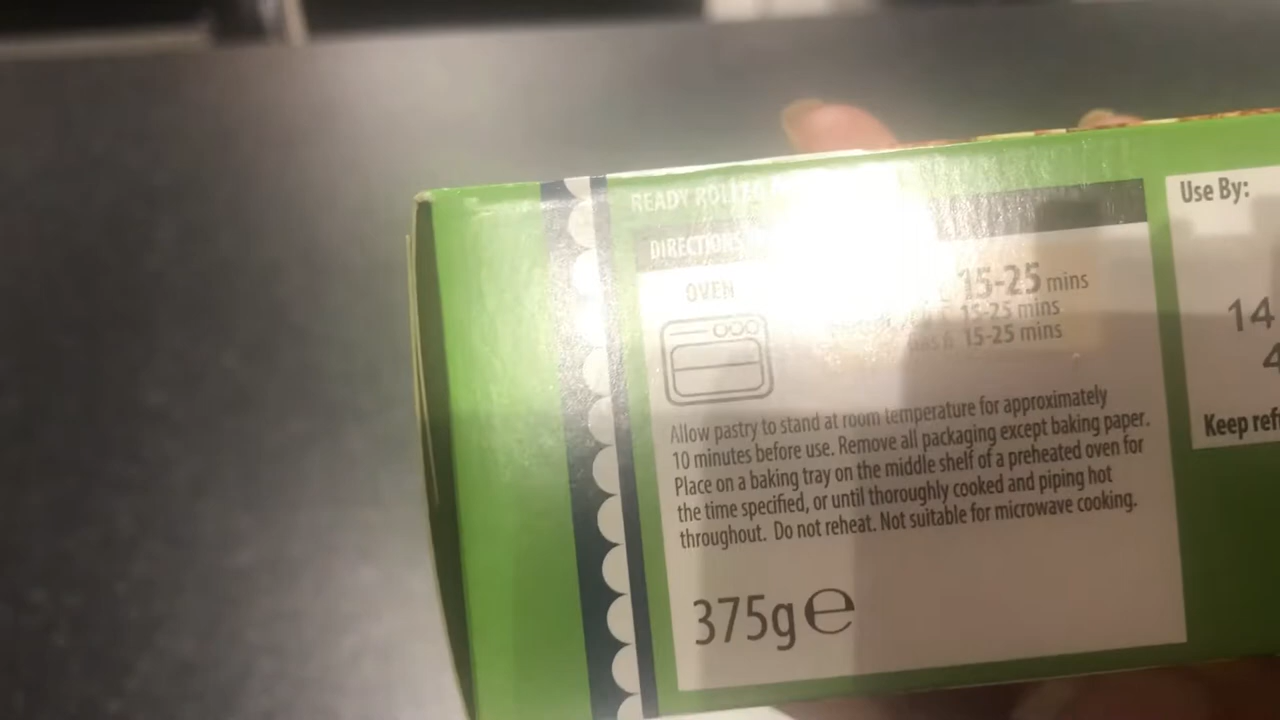 READY ROLLED
DIRECTIONS
OVEN
15-25 mins
15-25 mins
Gas 6 15-25 mins
Allow pastry to stand at room temperature for approximately
10 minutes before use. Remove all packaging except baking paper.
Place on a baking tray on the middle shelf of a preheated oven for
the time specified, or until thoroughly cooked and piping hot
throughout. Do not reheat. Not suitable for microwave cooking.
375g e
Use By:
14
4
Keep ref